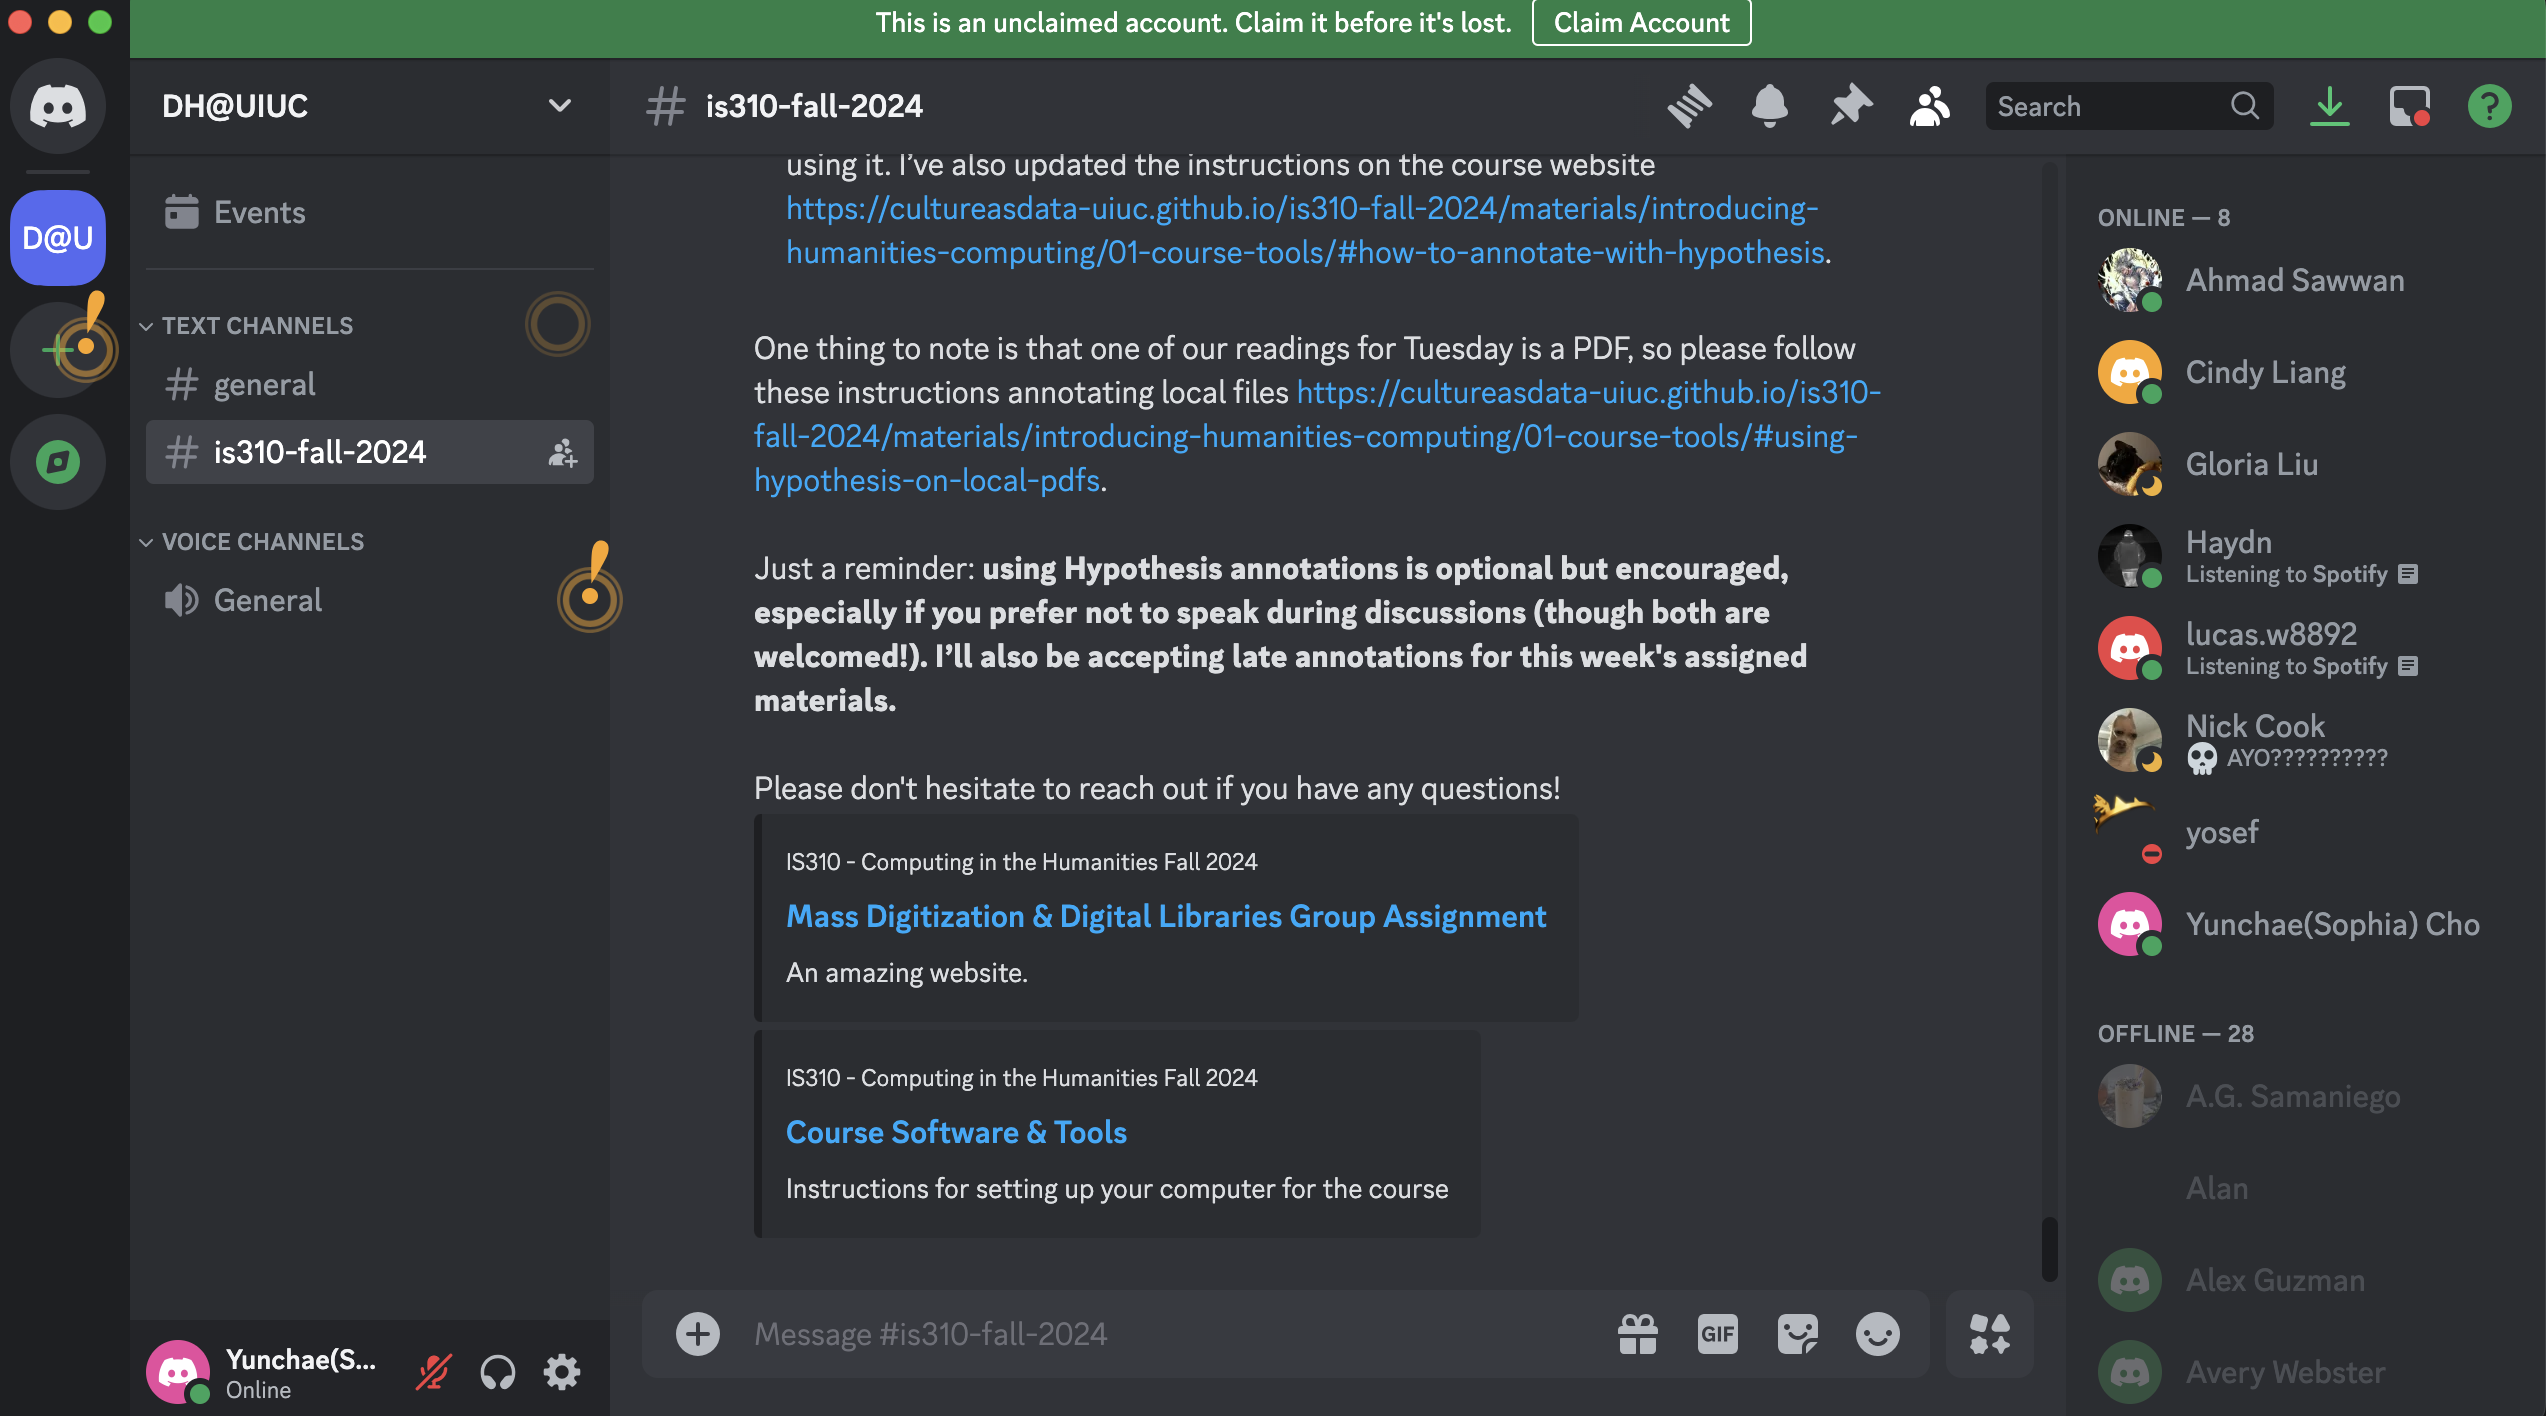 This is an unclaimed account. Claim it before it's lost.
Claim Account
D@U
DH@UIUC
Events
TEXT CHANNELS
general
is310-fall-2024
VOICE CHANNELS
General
Yunchae(S...
Online
is310-fall-2024
Search
using it. I’ve also updated the instructions on the course website
https://cultureasdata-uiuc.github.io/is310-fall-2024/materials/introducing-
humanities-computing/01-course-tools/#how-to-annotate-with-hypothesis.
One thing to note is that one of our readings for Tuesday is a PDF, so please follow
these instructions annotating local files https://cultureasdata-uiuc.github.io/is310-
fall-2024/materials/introducing-humanities-computing/01-course-tools/#using-
hypothesis-on-local-pdfs.
Just a reminder: using Hypothesis annotations is optional but encouraged,
especially if you prefer not to speak during discussions (though both are
welcomed!). I’ll also be accepting late annotations for this week's assigned
materials.
Please don't hesitate to reach out if you have any questions!
IS310 - Computing in the Humanities Fall 2024
Mass Digitization & Digital Libraries Group Assignment
An amazing website.
IS310 - Computing in the Humanities Fall 2024
Course Software & Tools
Instructions for setting up your computer for the course
Message #is310-fall-2024
GIF
ONLINE — 8
Ahmad Sawwan
Cindy Liang
Gloria Liu
Haydn
Listening to Spotify
lucas.w8892
Listening to Spotify
Nick Cook
AYO??????????
yosef
Yunchae(Sophia) Cho
OFFLINE — 28
A.G. Samaniego
Alan
Alex Guzman
Avery Webster